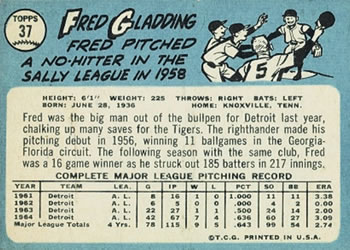 TOPPS
37
FRED GLADDING
FRED PITCHED
A NO-HITTER IN THE
SALLY LEAGUE IN 1958
5
HEIGHT: 6'1" WEIGHT: 225 THROWS: RIGHT BATS: LEFT
BORN: JUNE 28, 1936 HOME: KNOXVILLE, TENN.
Fred was the big man out of the bullpen for Detroit last year,
chalking up many saves for the Tigers. The righthander made his
pitching debut in 1956, winning 11 ballgames in the Georgia-
Florida circuit. The following season with the same club, Fred
was a 16 game winner as he struck out 185 batters in 217 innings.
COMPLETE MAJOR LEAGUE PITCHING RECORD
YEAR TEAM LEA G IP W L PCT SO BB ERA
1961 Detroit A. L. 8 16 1 0 1.000 11 11 3.38
1962 Detroit A. L. 6 5 0 0 .000 4 2 0.00
1963 Detroit A. L. 22 27 1 1 .500 24 14 2.00
1964 Detroit A. L. 42 67 7 4 .636 59 27 3.09
Major League Totals 4 Yrs. 78 115 9 5 .643 98 54 2.74
©T.C.G. PRINTED IN U.S.A.